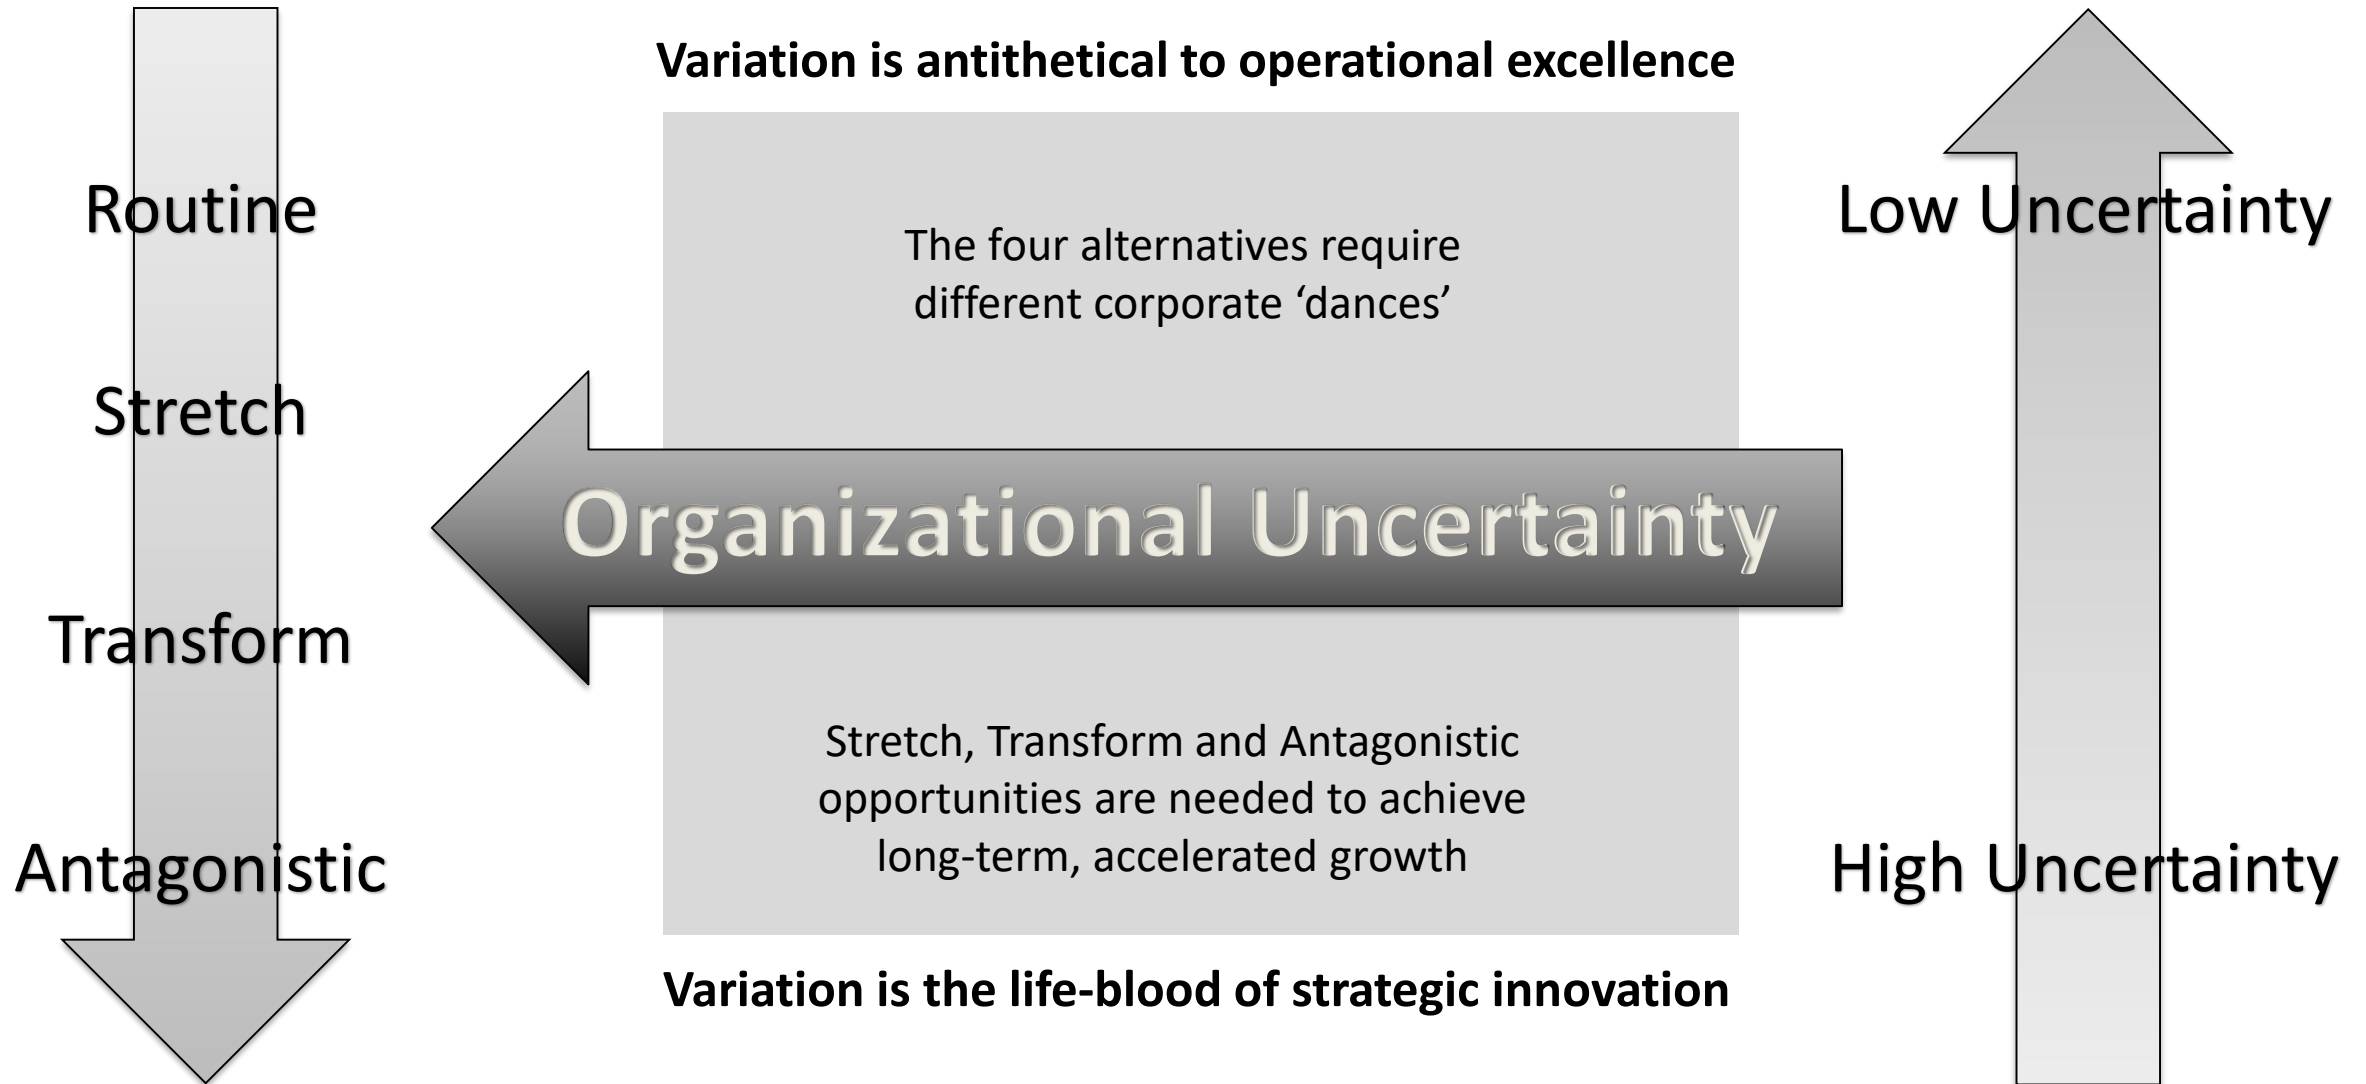 Variation is antithetical to operational excellence
Routine
Stretch
Transform
Antagonistic
The four alternatives require
different corporate ‘dances’
Organizational Uncertainty
Stretch, Transform and Antagonistic
opportunities are needed to achieve
long-term, accelerated growth
Low Uncertainty
High Uncertainty
Variation is the life-blood of strategic innovation